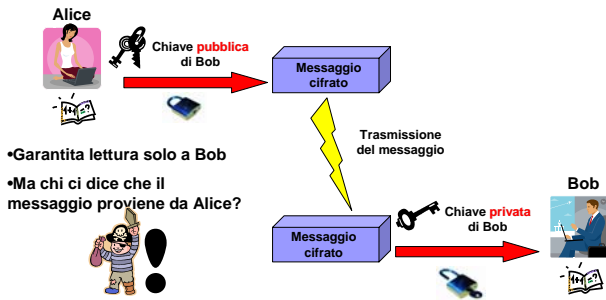 Alice
Chiave pubblica
di Bob
Messaggio
cifrato
Trasmissione
del messaggio
•Garantita lettura solo a Bob
•Ma chi ci dice che il
messaggio proviene da Alice?
Bob
Chiave privata
di Bob
Messaggio
cifrato